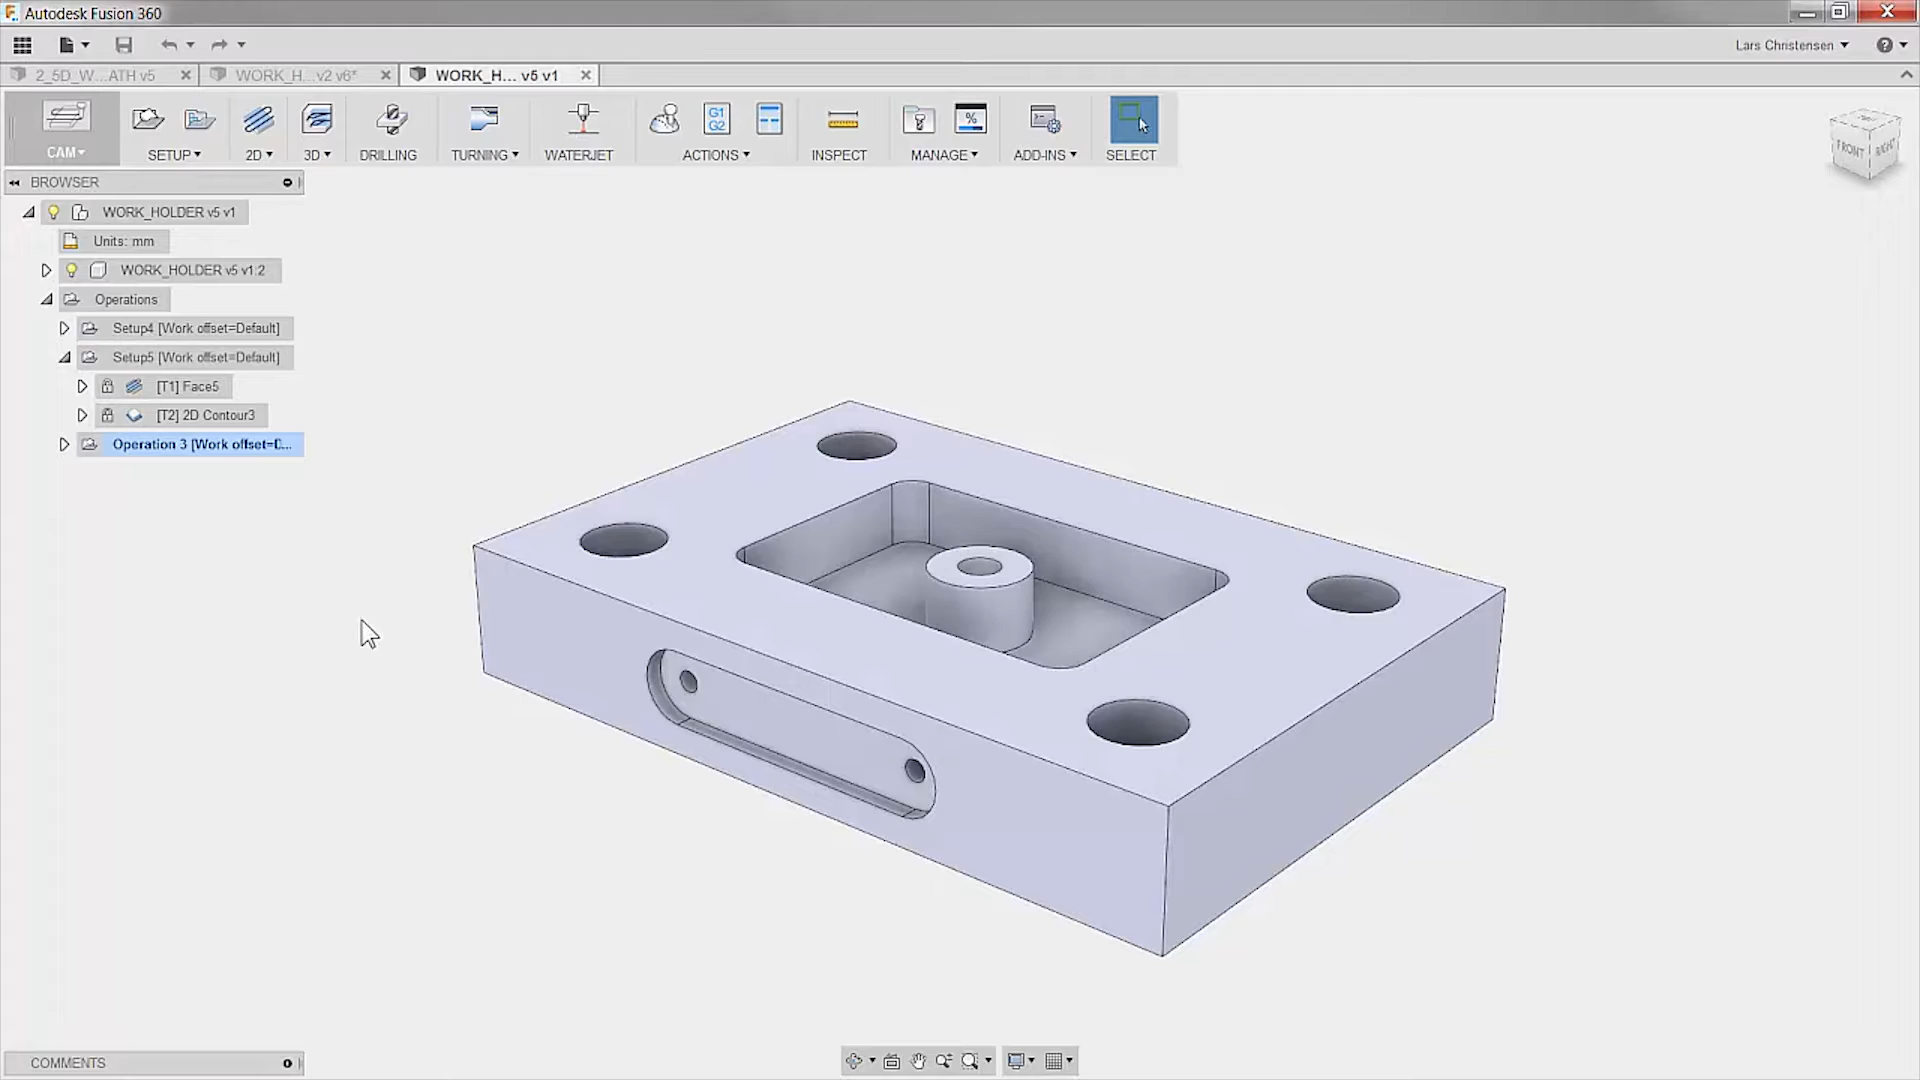 Autodesk Fusion 360
Lars Christensen
2_5D_W...ATH v5
WORK_H...v2 v6*
WORK_H... v5 v1
CAM
SETUP
2D
3D
DRILLING
TURNING
WATERJET
G1
G2
ACTIONS
INSPECT
%
MANAGE
ADD-INS
SELECT
FRONT
RIGHT
BROWSER
WORK_HOLDER v5 v1
Units: mm
WORK_HOLDER v5 v1:2
Operations
Setup4 [Work offset=Default]
Setup5 [Work offset=Default]
[T1] Face5
[T2] 2D Contour3
Operation 3 [Work offset=D...
COMMENTS